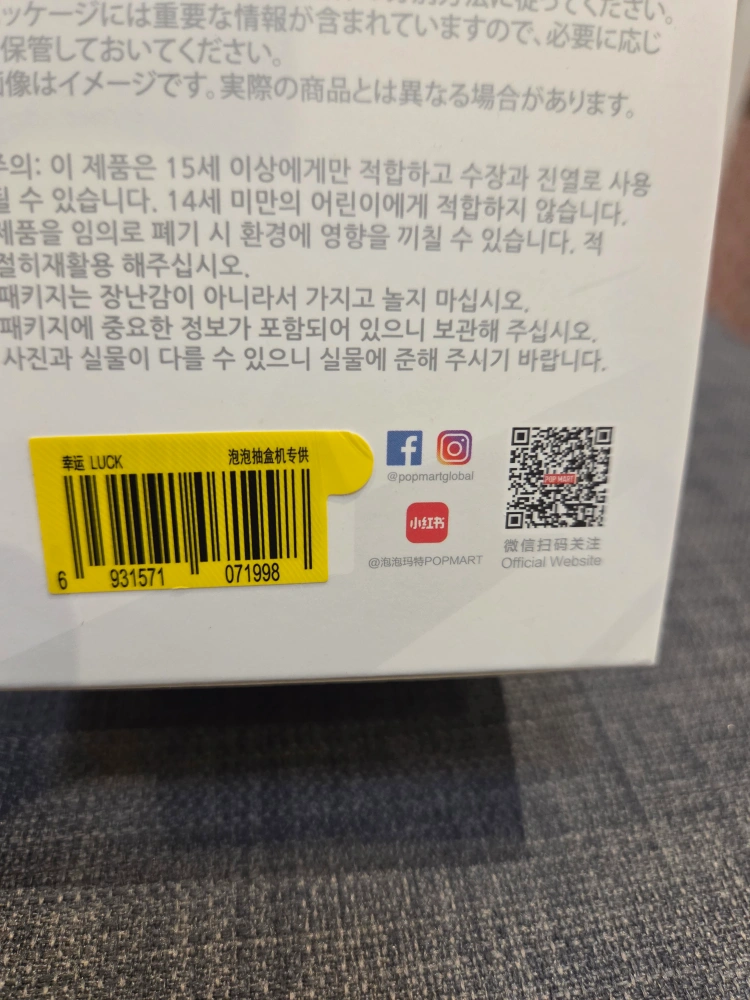 ッケージには重要な情報が含まれていますので、必要に応じ
保管しておいてください。
画像はイメージです。実際の商品とは異なる場合があります。
주의: 이 제품은 15세 이상에게만 적합하고 수장과 진열로 사용
될 수 있습니다. 14세 미만의 어린이에게 적합하지 않습니다.
제품을 임의로 폐기 시 환경에 영향을 끼칠 수 있습니다. 적
절히재활용 해주십시오.
패키지는 장난감이 아니라서 가지고 놀지 마십시오.
패키지에 중요한 정보가 포함되어 있으니 보관해 주십시오.
사진과 실물이 다를 수 있으니 실물에 준해 주시기 바랍니다.
幸运 LUCK 泡泡抽盒机专供
6 931571 071998
@popmartglobal
小红书
@泡泡玛特POPMART
POP MART
微信扫码关注
Official Website